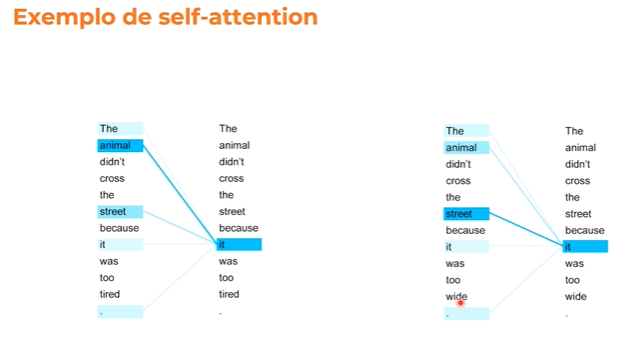 Exemplo de self-attention
The
animal
didn't
cross
the
street
because
it
was
too
tired
.
The
animal
didn't
cross
the
street
because
it
was
too
tired
.
The
animal
didn't
cross
the
street
because
it
was
too
wide
.
The
animal
didn't
cross
the
street
because
it
was
too
wide
.